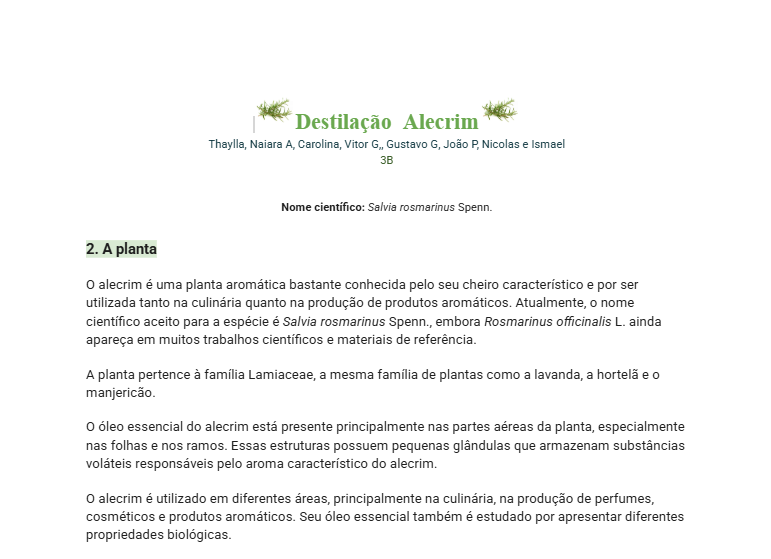 Destilação Alecrim
Thaylla, Naiara A, Carolina, Vitor G,, Gustavo G, João P, Nicolas e Ismael
3B
Nome científico: Salvia rosmarinus Spenn.
2. A planta
O alecrim é uma planta aromática bastante conhecida pelo seu cheiro característico e por ser
utilizada tanto na culinária quanto na produção de produtos aromáticos. Atualmente, o nome
científico aceito para a espécie é Salvia rosmarinus Spenn., embora Rosmarinus officinalis L. ainda
apareça em muitos trabalhos científicos e materiais de referência.
A planta pertence à família Lamiaceae, a mesma família de plantas como a lavanda, a hortelã e o
manjericão.
O óleo essencial do alecrim está presente principalmente nas partes aéreas da planta, especialmente
nas folhas e nos ramos. Essas estruturas possuem pequenas glândulas que armazenam substâncias
voláteis responsáveis pelo aroma característico do alecrim.
O alecrim é utilizado em diferentes áreas, principalmente na culinária, na produção de perfumes,
cosméticos e produtos aromáticos. Seu óleo essencial também é estudado por apresentar diferentes
propriedades biológicas.